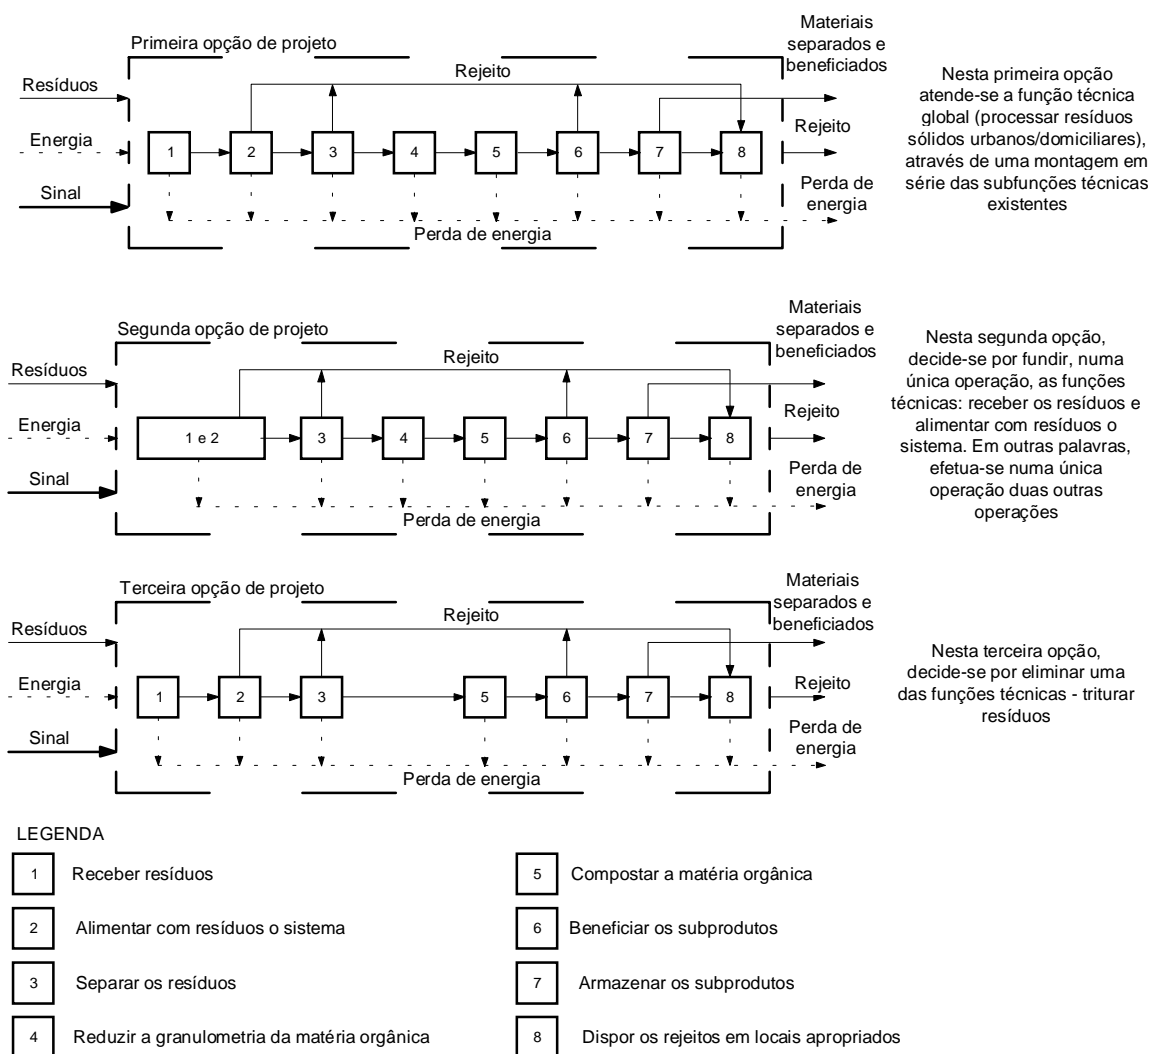 Primeira opção de projeto
Materiais
separados e
beneficiados
Resíduos
Rejeito
Energia
1
2
3
4
5
6
7
8
Rejeito
Sinal
Perda de
energia
Perda de energia
Nesta primeira opção
atende-se a função técnica
global (processar resíduos
sólidos urbanos/domiciliares),
através de uma montagem em
série das subfunções técnicas
existentes
Segunda opção de projeto
Materiais
separados e
beneficiados
Resíduos
Rejeito
Energia
1 e 2
3
4
5
6
7
8
Rejeito
Sinal
Perda de
energia
Perda de energia
Nesta segunda opção,
decide-se por fundir, numa
única operação, as funções
técnicas: receber os resíduos e
alimentar com resíduos o
sistema. Em outras palavras,
efetua-se numa única
operação duas outras
operações
Terceira opção de projeto
Materiais
separados e
beneficiados
Resíduos
Rejeito
Energia
1
2
3
5
6
7
8
Rejeito
Sinal
Perda de
energia
Perda de energia
Nesta terceira opção,
decide-se por eliminar uma
das funções técnicas - triturar
resíduos
LEGENDA
1 Receber resíduos
2 Alimentar com resíduos o sistema
3 Separar os resíduos
4 Reduzir a granulometria da matéria orgânica
5 Compostar a matéria orgânica
6 Beneficiar os subprodutos
7 Armazenar os subprodutos
8 Dispor os rejeitos em locais apropriados